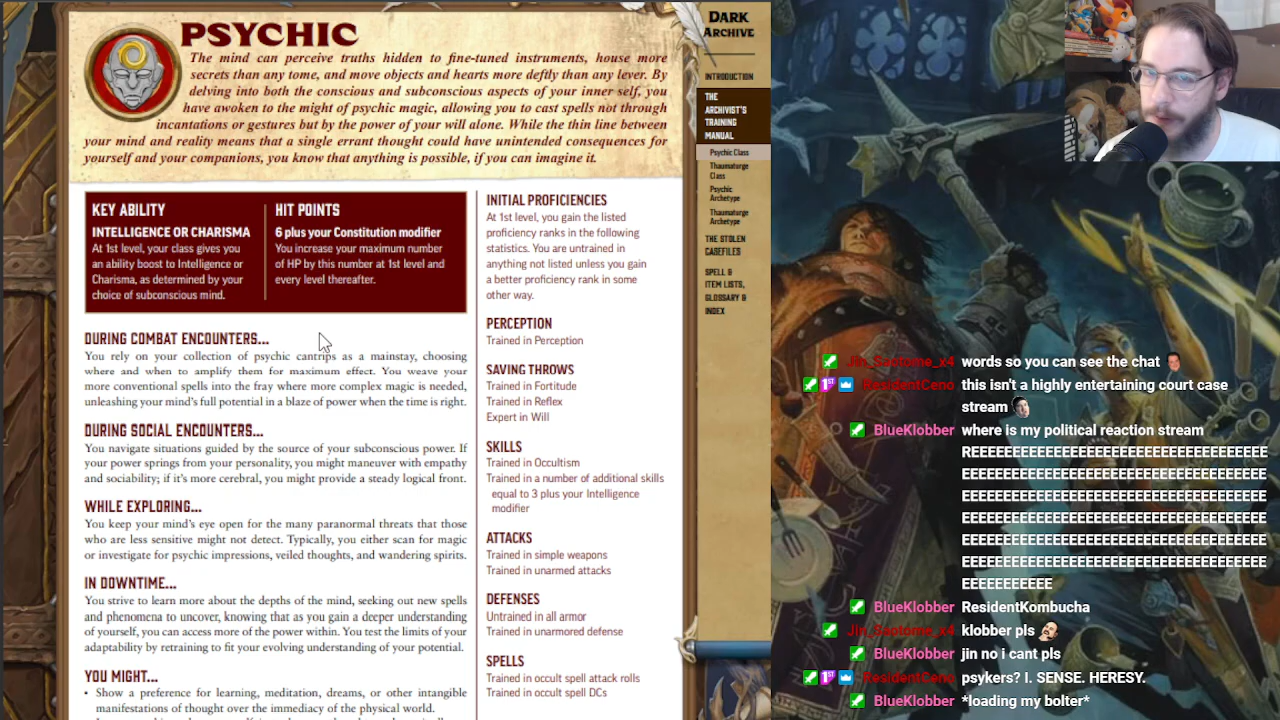 PSYCHIC
The mind can perceive truths hidden to fine-tuned instruments, house more
secrets than any tome, and move objects and hearts more deftly than any lever. By
delving into both the conscious and subconscious aspects of your inner self, you
have awoken to the might of psychic magic, allowing you to cast spells not through
incantations or gestures but by the power of your will alone. While the thin line between
your mind and reality means that a single errant thought could have unintended consequences for
yourself and your companions, you know that anything is possible, if you can imagine it.
KEY ABILITY
INTELLIGENCE OR CHARISMA
At 1st level, your class gives you
an ability boost to Intelligence or
Charisma, as determined by your
choice of subconscious mind.
HIT POINTS
6 plus your Constitution modifier
You increase your maximum number
of HP by this number at 1st level and
every level thereafter.
DURING COMBAT ENCOUNTERS...
You rely on your collection of psychic cantrips as a mainstay, choosing
where and when to amplify them for maximum effect. You weave your
more conventional spells into the fray where more complex magic is needed,
unleashing your mind's full potential in a blaze of power when the time is right.
DURING SOCIAL ENCOUNTERS...
You navigate situations guided by the source of your subconscious power. If
your power springs from your personality, you might maneuver with empathy
and sociability; if it's more cerebral, you might provide a steady logical front.
WHILE EXPLORING...
You keep your mind's eye open for the many paranormal threats that those
who are less sensitive might not detect. Typically, you either scan for magic
or investigate for psychic impressions, veiled thoughts, and wandering spirits.
IN DOWNTIME...
You strive to learn more about the depths of the mind, seeking out new spells
and phenomena to uncover, knowing that as you gain a deeper understanding
of yourself, you can access more of the power within. You test the limits of your
adaptability by retraining to fit your evolving understanding of your potential.
YOU MIGHT...
• Show a preference for learning, meditation, dreams, or other intangible
manifestations of thought over the immediacy of the physical world.
INITIAL PROFICIENCIES
At 1st level, you gain the listed
proficiency ranks in the following
statistics. You are untrained in
anything not listed unless you gain
a better proficiency rank in some
other way.
PERCEPTION
Trained in Perception
SAVING THROWS
Trained in Fortitude
Trained in Reflex
Expert in Will
SKILLS
Trained in Occultism
Trained in a number of additional skills
equal to 3 plus your Intelligence
modifier
ATTACKS
Trained in simple weapons
Trained in unarmed attacks
DEFENSES
Untrained in all armor
Trained in unarmored defense
SPELLS
Trained in occult spell attack rolls
Trained in occult spell DCs
DARK
ARCHIVE
INTRODUCTION
THE
ARCHIVIST'S
TRAINING
MANUAL
Psychic Class
Thaumaturge
Class
Psychic
Archetype
Thaumaturge
Archetype
THE STOLEN
CASEFILES
SPELL &
ITEM LISTS,
GLOSSARY &
INDEX
Jin_Saotome_x4 words so you can see the chat
1ST ResidentCeno this isn't a highly entertaining court case
stream
BlueKlobber where is my political reaction stream
REEEEEEEEEEEEEEEEEEEEEEEEEEEEEEEEE
EEEEEEEEEEEEEEEEEEEEEEEEEEEEEEEEEE
EEEEEEEEEEEEEEEEEEEEEEEEEEEEEEEEEE
EEEEEEEEEEEEEEEEEEEEEEEEEEEEEEEEEE
EEEEEEEEEEEEEEEEEEEEEEEEEEEEEEEEEE
EEEEEEEEEEEEEEEEEEEEEEEEEEEEEEEEEE
EEEEEEEEEEE
BlueKlobber ResidentKombucha
Jin_Saotome_x4 klobber pls
BlueKlobber jin no i cant pls
1ST ResidentCeno psykers? I. SENSE. HERESY.
BlueKlobber *loading my bolter*